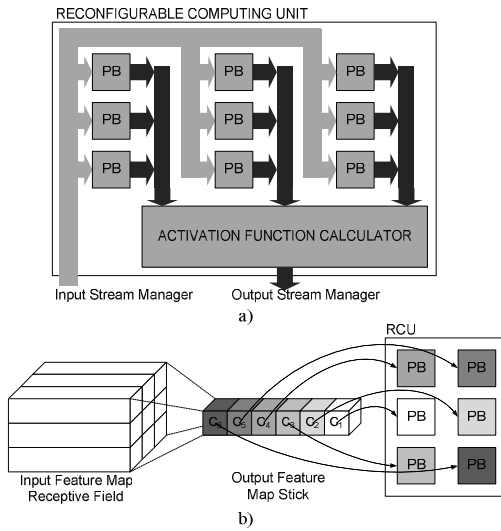 RECONFIGURABLE COMPUTING UNIT
PB PB PB
PB PB PB
PB PB PB
ACTIVATION FUNCTION CALCULATOR
Input Stream Manager Output Stream Manager
a)
RCU
PB PB
C6 C5 C4 C3 C2 C1 PB PB
PB PB
Input Feature Map
Receptive Field
Output Feature
Map Stick
b)